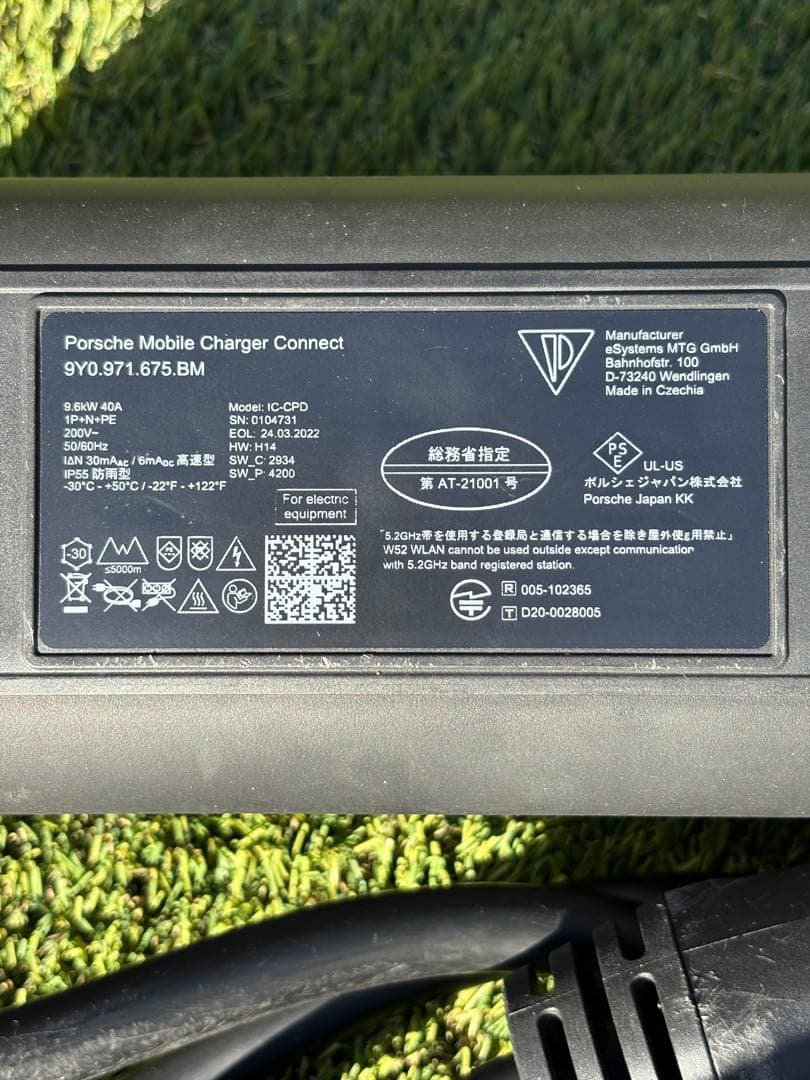 Porsche Mobile Charger Connect
9Y0.971.675.BM
9.6kW 40A
1P+N+PE
200V~
50/60Hz
IΔN 30mAAC / 6mADC 高速型
IP55 防雨型
-30°C - +50°C / -22°F - +122°F
Model: IC-CPD
SN: 0104731
EOL: 24.03.2022
HW: H14
SW_C: 2934
SW_P: 4200
For electric
equipment
-30
≤5000m
Manufacturer
eSystems MTG GmbH
Bahnhofstr. 100
D-73240 Wendlingen
Made in Czechia
総務省指定
第 AT-21001 号
PS
E
UL-US
ポルシェジャパン株式会社
Porsche Japan KK
「5.2GHz帯を使用する登録局と通信する場合を除き屋外使g用禁止」
W52 WLAN cannot be used outside except communication
with 5.2GHz band registered station.
R 005-102365
T D20-0028005